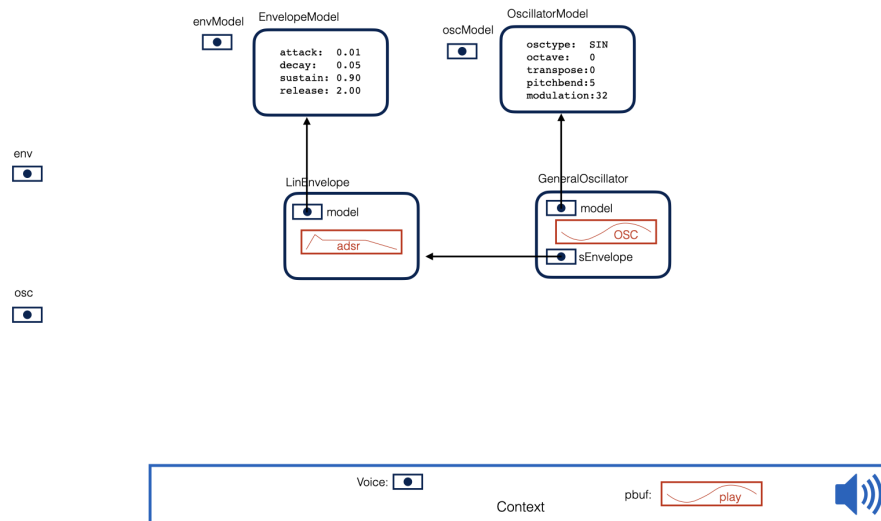 envModel
EnvelopeModel
attack: 0.01
decay: 0.05
sustain: 0.90
release: 2.00
oscModel
OscillatorModel
osctype: SIN
octave: 0
transpose:0
pitchbend:5
modulation:32
env
LinEnvelope
model
adsr
GeneralOscillator
model
OSC
sEnvelope
osc
Voice:
Context
pbuf:
play